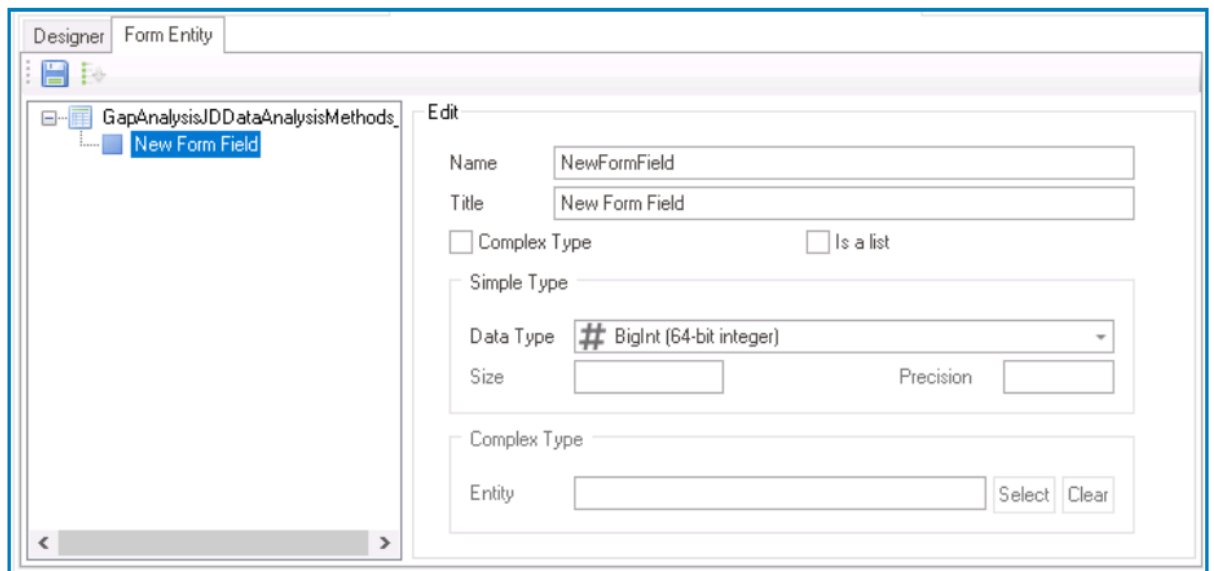 Designer Form Entity
GapAnalysisJDDataAnalysisMethods_
New Form Field
Edit
Name NewFormField
Title New Form Field
Complex Type Is a list
Simple Type
Data Type # BigInt (64-bit integer)
Size Precision
Complex Type
Entity Select Clear